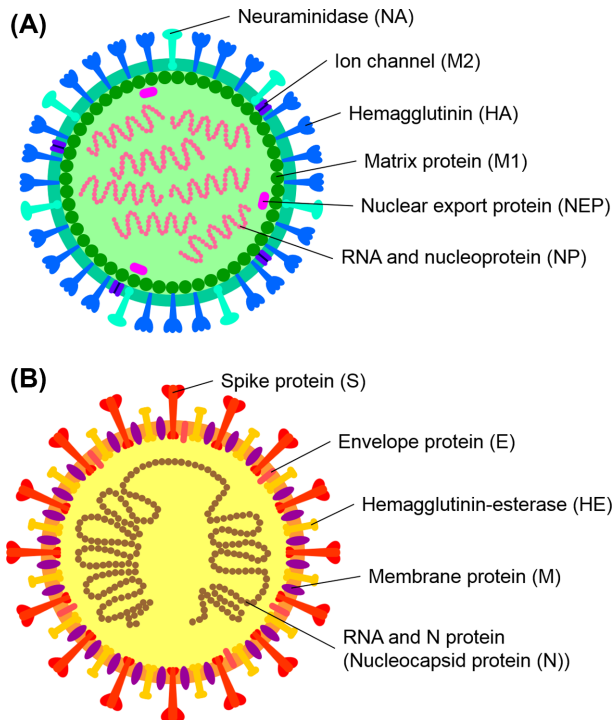 (A)
Neuraminidase (NA)
Ion channel (M2)
Hemagglutinin (HA)
Matrix protein (M1)
Nuclear export protein (NEP)
RNA and nucleoprotein (NP)
(B)
Spike protein (S)
Envelope protein (E)
Hemagglutinin-esterase (HE)
Membrane protein (M)
RNA and N protein
(Nucleocapsid protein (N))